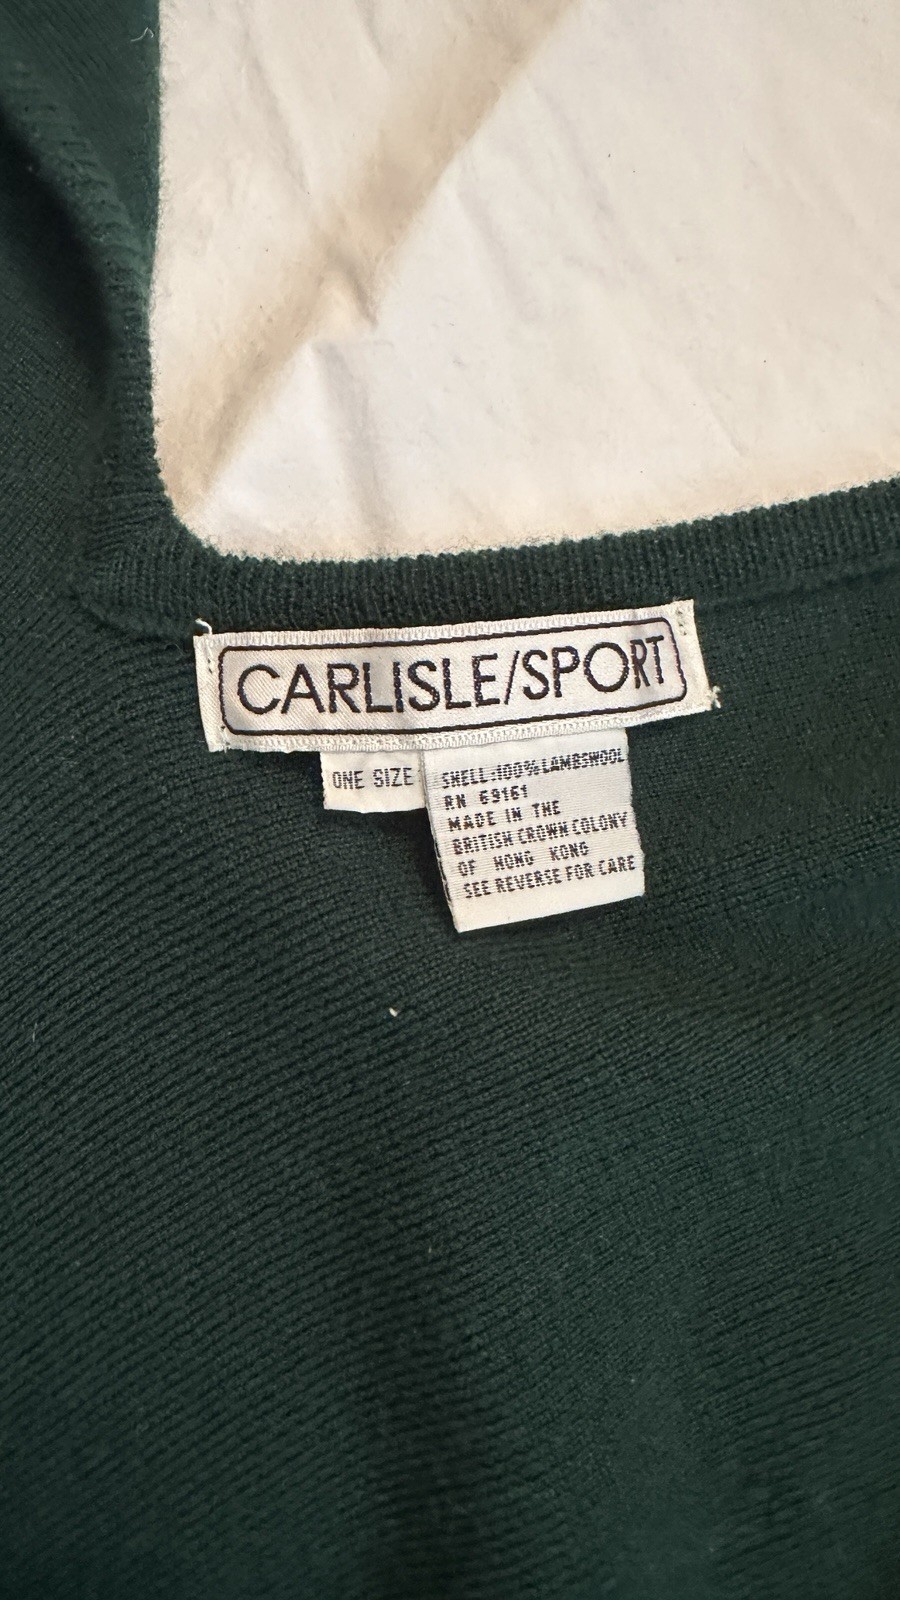 CARLISLE/SPORT
ONE SIZE
SHELL:100% LAMBSWOOL
RN 69161
MADE IN THE
BRITISH CROWN COLONY
OF HONG KONG
SEE REVERSE FOR CARE